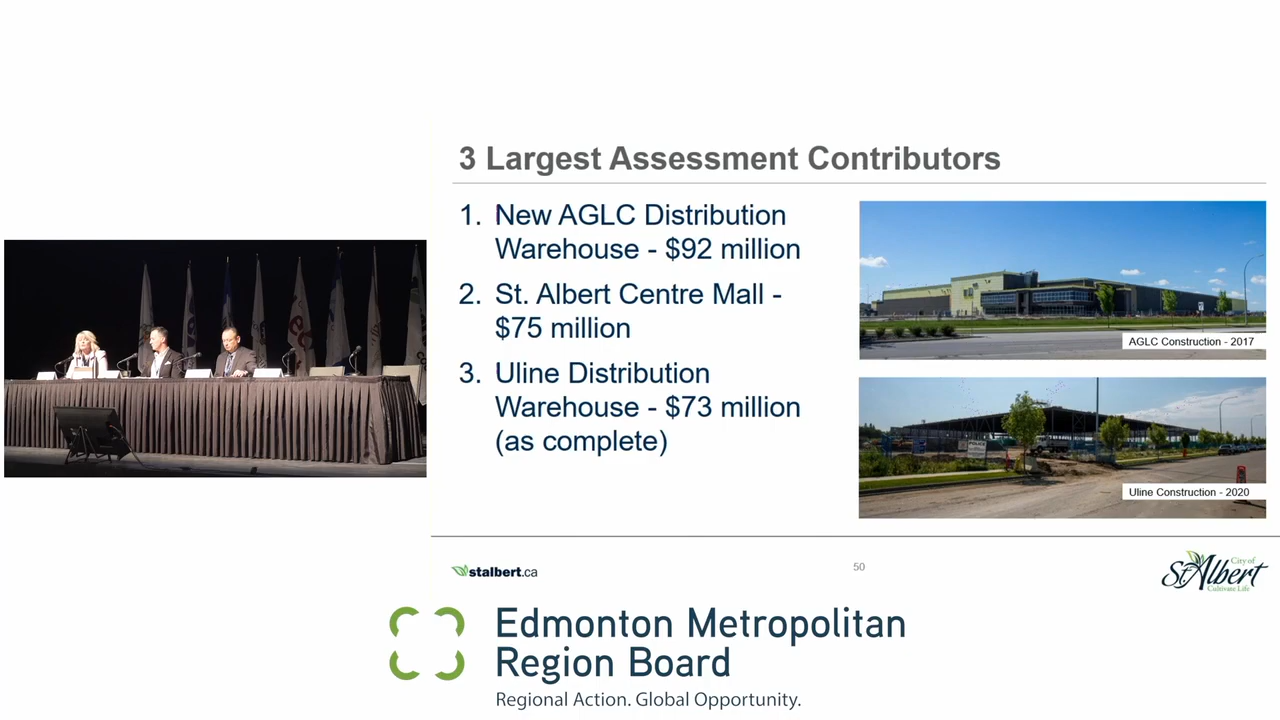 3 Largest Assessment Contributors
1. New AGLC Distribution
Warehouse - $92 million
2. St. Albert Centre Mall -
$75 million
3. Uline Distribution
Warehouse - $73 million
(as complete)
AGLC Construction - 2017
Uline Construction - 2020
stalbert.ca
50
City of
St. Albert
Cultivate Life
Edmonton Metropolitan
Region Board
Regional Action. Global Opportunity.